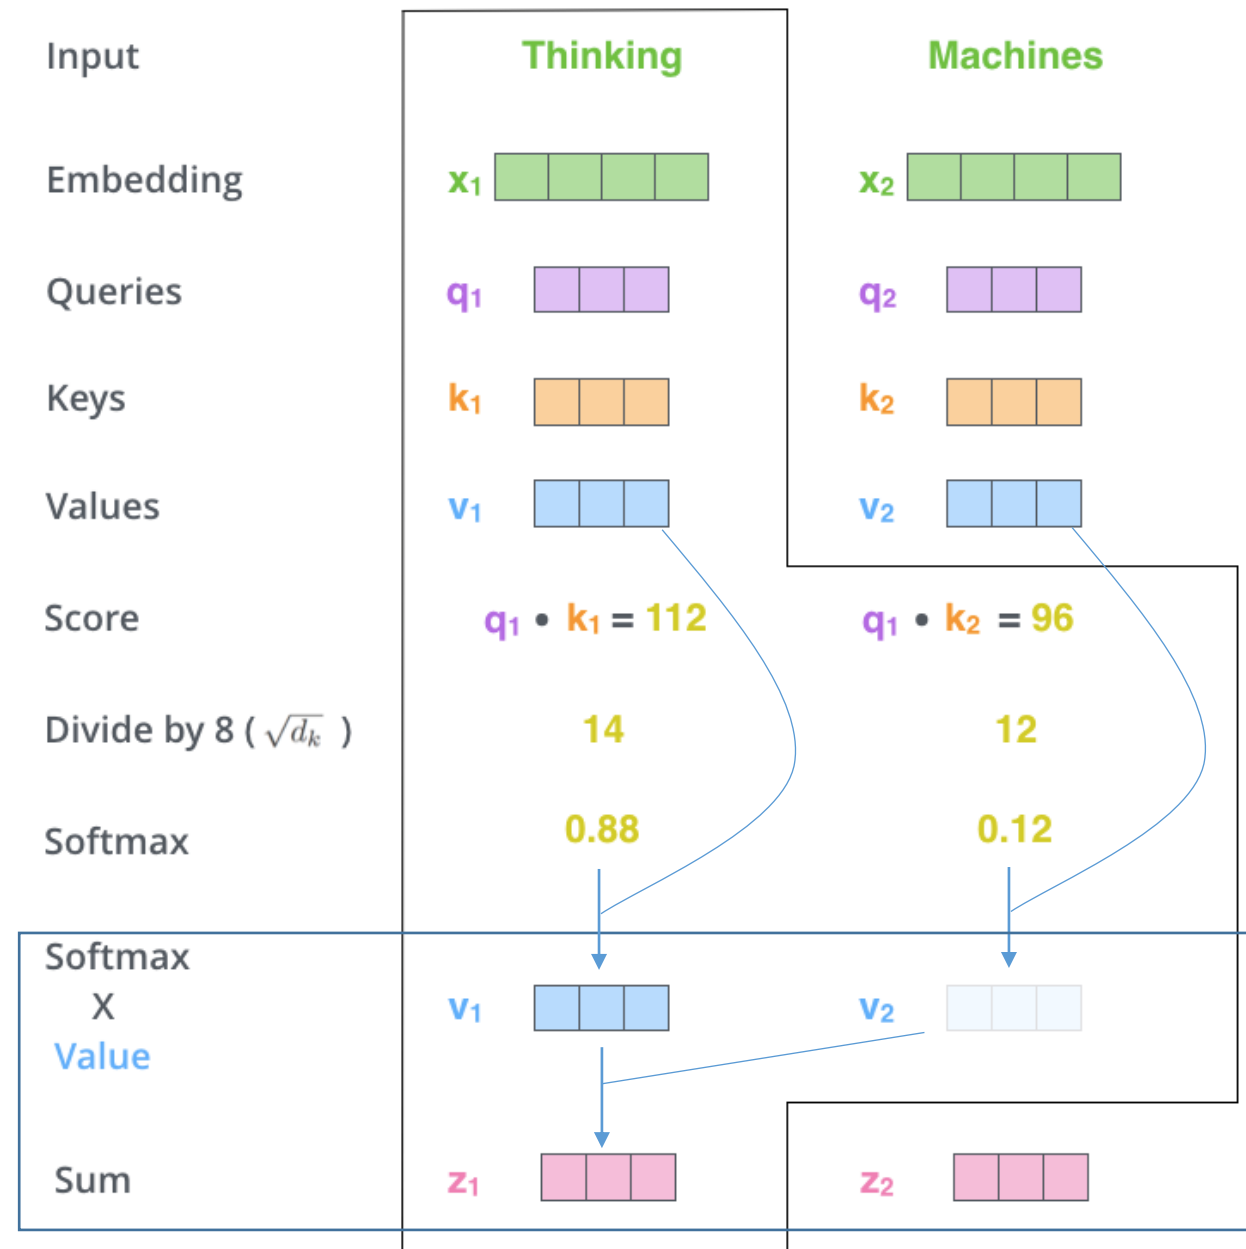 Input Thinking Machines
Embedding x1 x2
Queries q1 q2
Keys k1 k2
Values v1 v2
Score q1 • k1 = 112 q1 • k2 = 96
Divide by 8 ( √dk ) 14 12
Softmax 0.88 0.12
Softmax
X v1 v2
Value
Sum z1 z2